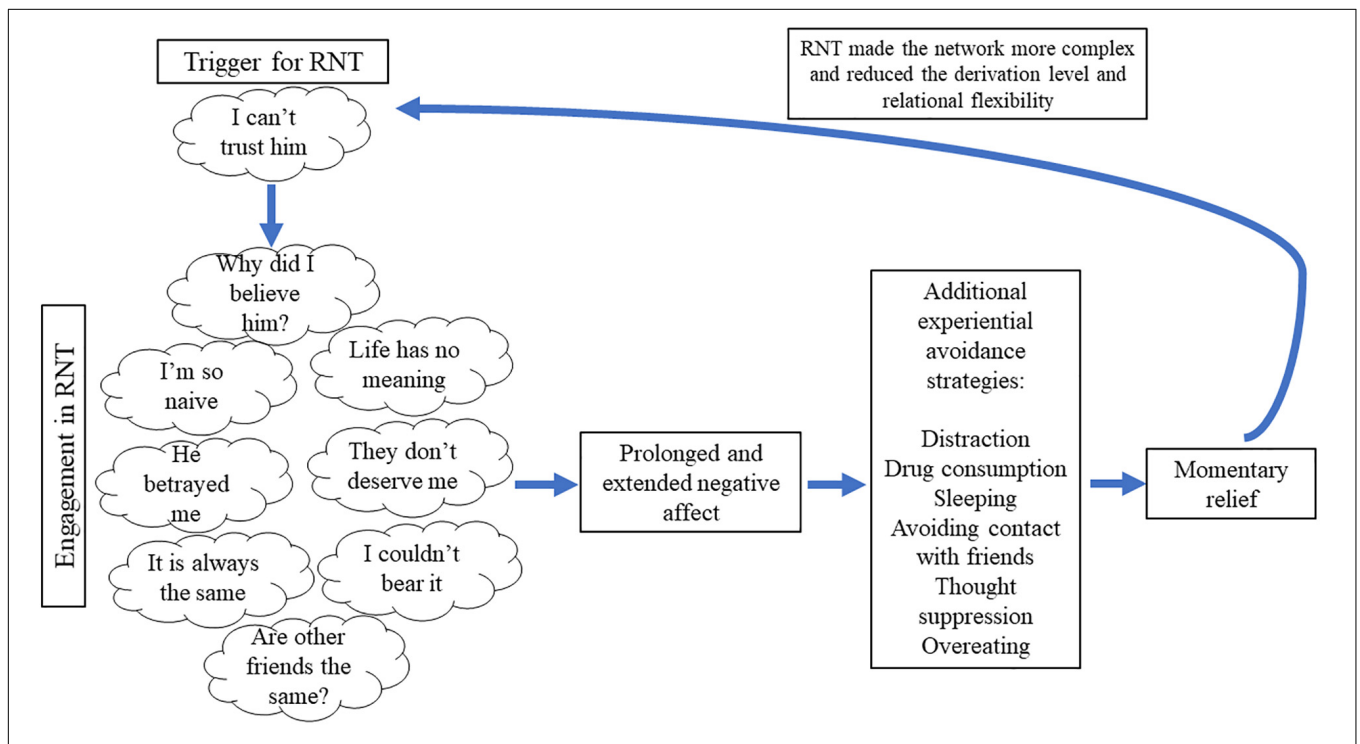 Trigger for RNT
I can't
trust him
RNT made the network more complex
and reduced the derivation level and
relational flexibility
Engagement in RNT
Why did I
believe
him?
I'm so
naive
Life has no
meaning
He
betrayed
me
They don't
deserve me
It is always
the same
I couldn't
bear it
Are other
friends the
same?
Prolonged and
extended negative
affect
Additional
experiential
avoidance
strategies:
Distraction
Drug consumption
Sleeping
Avoiding contact
with friends
Thought
suppression
Overeating
Momentary
relief